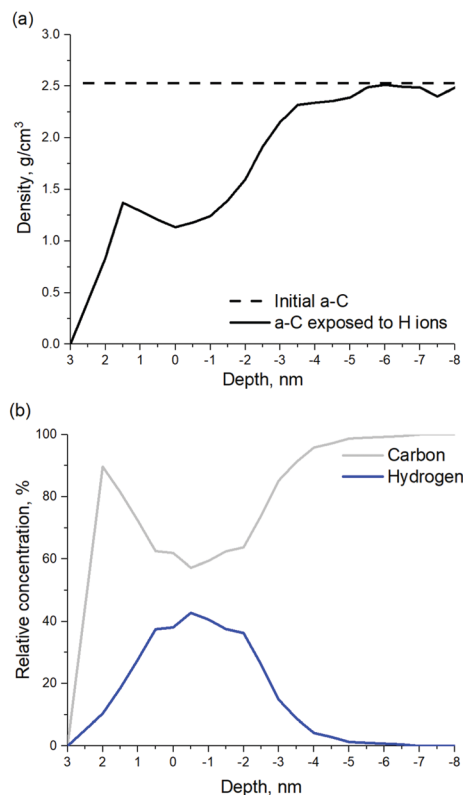 (a)
3.0
2.5
2.0
1.5
1.0
0.5
0.0
Density, g/cm³
Initial a-C
a-C exposed to H ions
3 2 1 0 -1 -2 -3 -4 -5 -6 -7 -8
Depth, nm
(b)
100
80
60
40
20
0
Relative concentration, %
Carbon
Hydrogen
3 2 1 0 -1 -2 -3 -4 -5 -6 -7 -8
Depth, nm